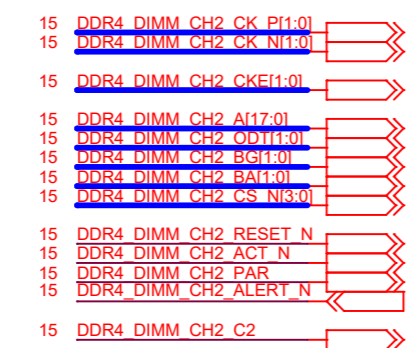 15 DDR4_DIMM_CH2_CK_P[1:0]
15 DDR4_DIMM_CH2_CK_N[1:0]
15 DDR4_DIMM_CH2_CKE[1:0]
15 DDR4_DIMM_CH2_A[17:0]
15 DDR4_DIMM_CH2_ODT[1:0]
15 DDR4_DIMM_CH2_BG[1:0]
15 DDR4_DIMM_CH2_BA[1:0]
15 DDR4_DIMM_CH2_CS_N[3:0]
15 DDR4_DIMM_CH2_RESET_N
15 DDR4_DIMM_CH2_ACT_N
15 DDR4_DIMM_CH2_PAR
15 DDR4_DIMM_CH2_ALERT_N
15 DDR4_DIMM_CH2_C2